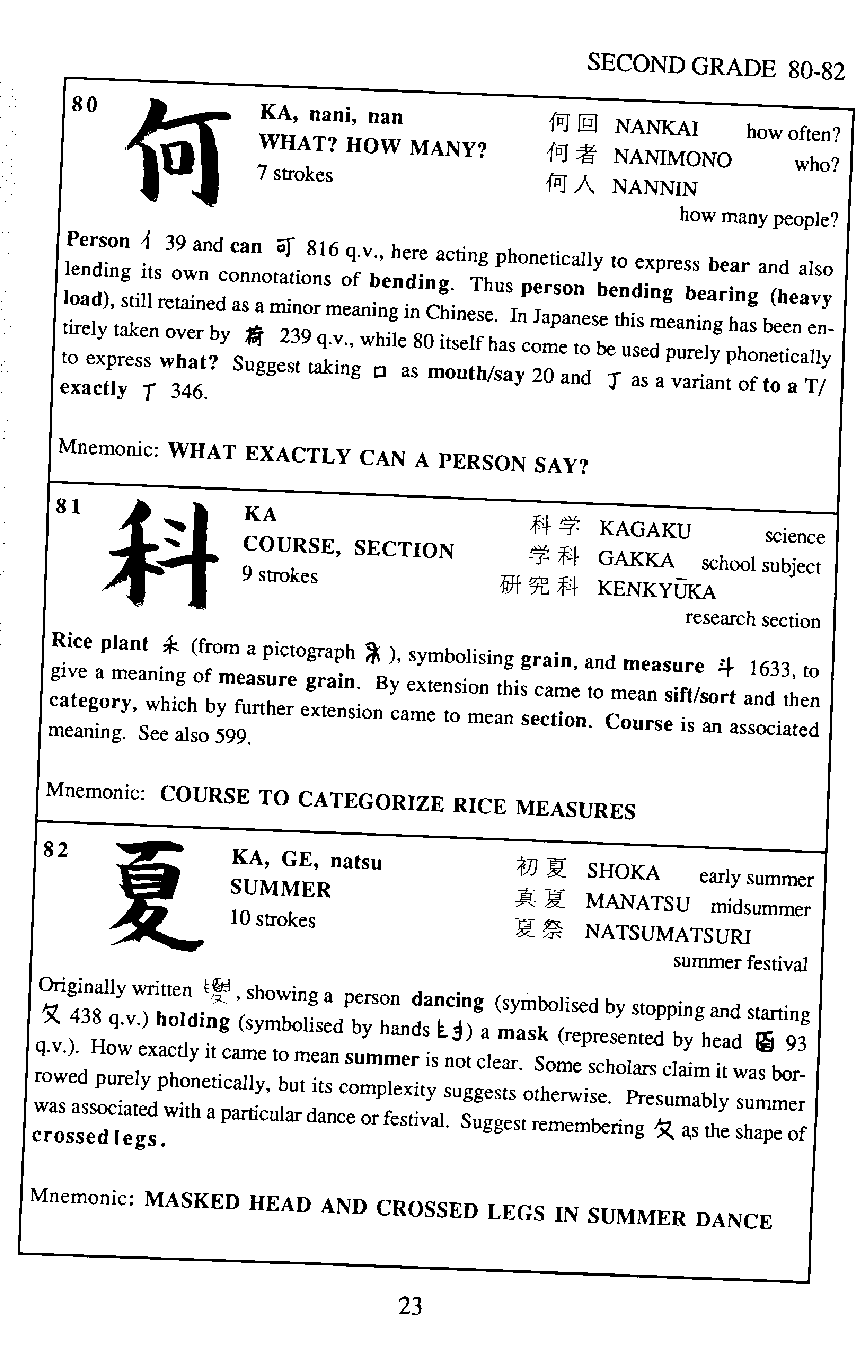 SECOND GRADE 80-82
80
何
KA, nani, nan
WHAT? HOW MANY?
7 strokes
何回 NANKAI how often?
何者 NANIMONO who?
何人 NANNIN
how many people?
Person 亻 39 and can 可 816 q.v., here acting phonetically to express bear and also
lending its own connotations of bending. Thus person bending bearing (heavy
load), still retained as a minor meaning in Chinese. In Japanese this meaning has been en-
tirely taken over by 荷 239 q.v., while 80 itself has come to be used purely phonetically
to express what? Suggest taking 口 as mouth/say 20 and 丁 as a variant of to a T/
exactly 丁 346.
Mnemonic: WHAT EXACTLY CAN A PERSON SAY?
81
科
KA
COURSE, SECTION
9 strokes
科学 KAGAKU science
学科 GAKKA school subject
研究科 KENKYŪKA
research section
Rice plant 禾 (from a pictograph ), symbolising grain, and measure 斗 1633, to
give a meaning of measure grain. By extension this came to mean sift/sort and then
category, which by further extension came to mean section. Course is an associated
meaning. See also 599.
Mnemonic: COURSE TO CATEGORIZE RICE MEASURES
82
夏
KA, GE, natsu
SUMMER
10 strokes
初夏 SHOKA early summer
真夏 MANATSU midsummer
夏祭 NATSUMATSURI
summer festival
Originally written , showing a person dancing (symbolised by stopping and starting
夂 438 q.v.) holding (symbolised by hands ) a mask (represented by head 93
q.v.). How exactly it came to mean summer is not clear. Some scholars claim it was bor-
rowed purely phonetically, but its complexity suggests otherwise. Presumably summer
was associated with a particular dance or festival. Suggest remembering 夂 as the shape of
crossed legs.
Mnemonic: MASKED HEAD AND CROSSED LEGS IN SUMMER DANCE
23